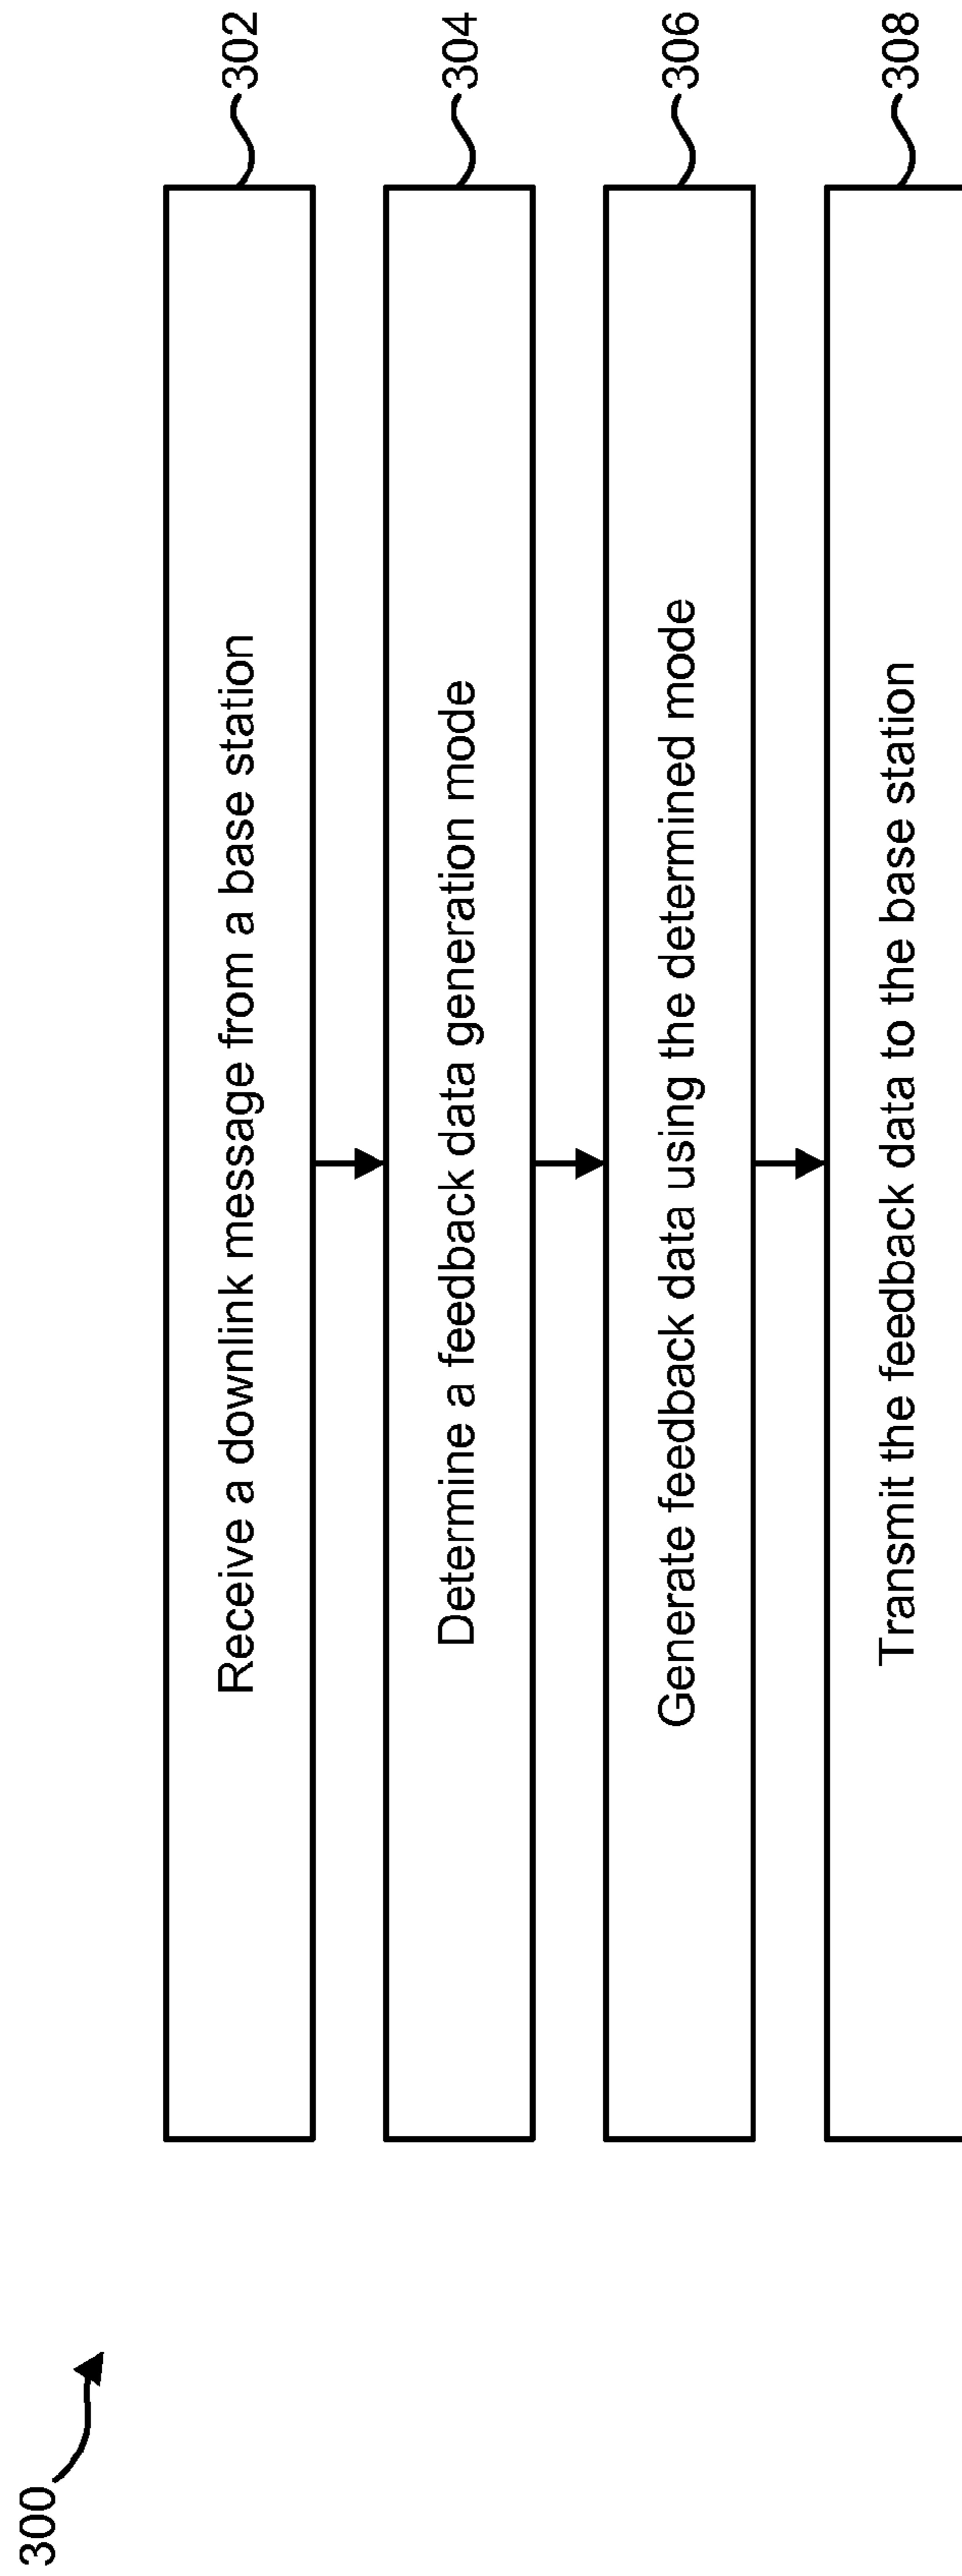 300
Receive a downlink message from a base station
302
Determine a feedback data generation mode
304
Generate feedback data using the determined mode
306
Transmit the feedback data to the base station
308